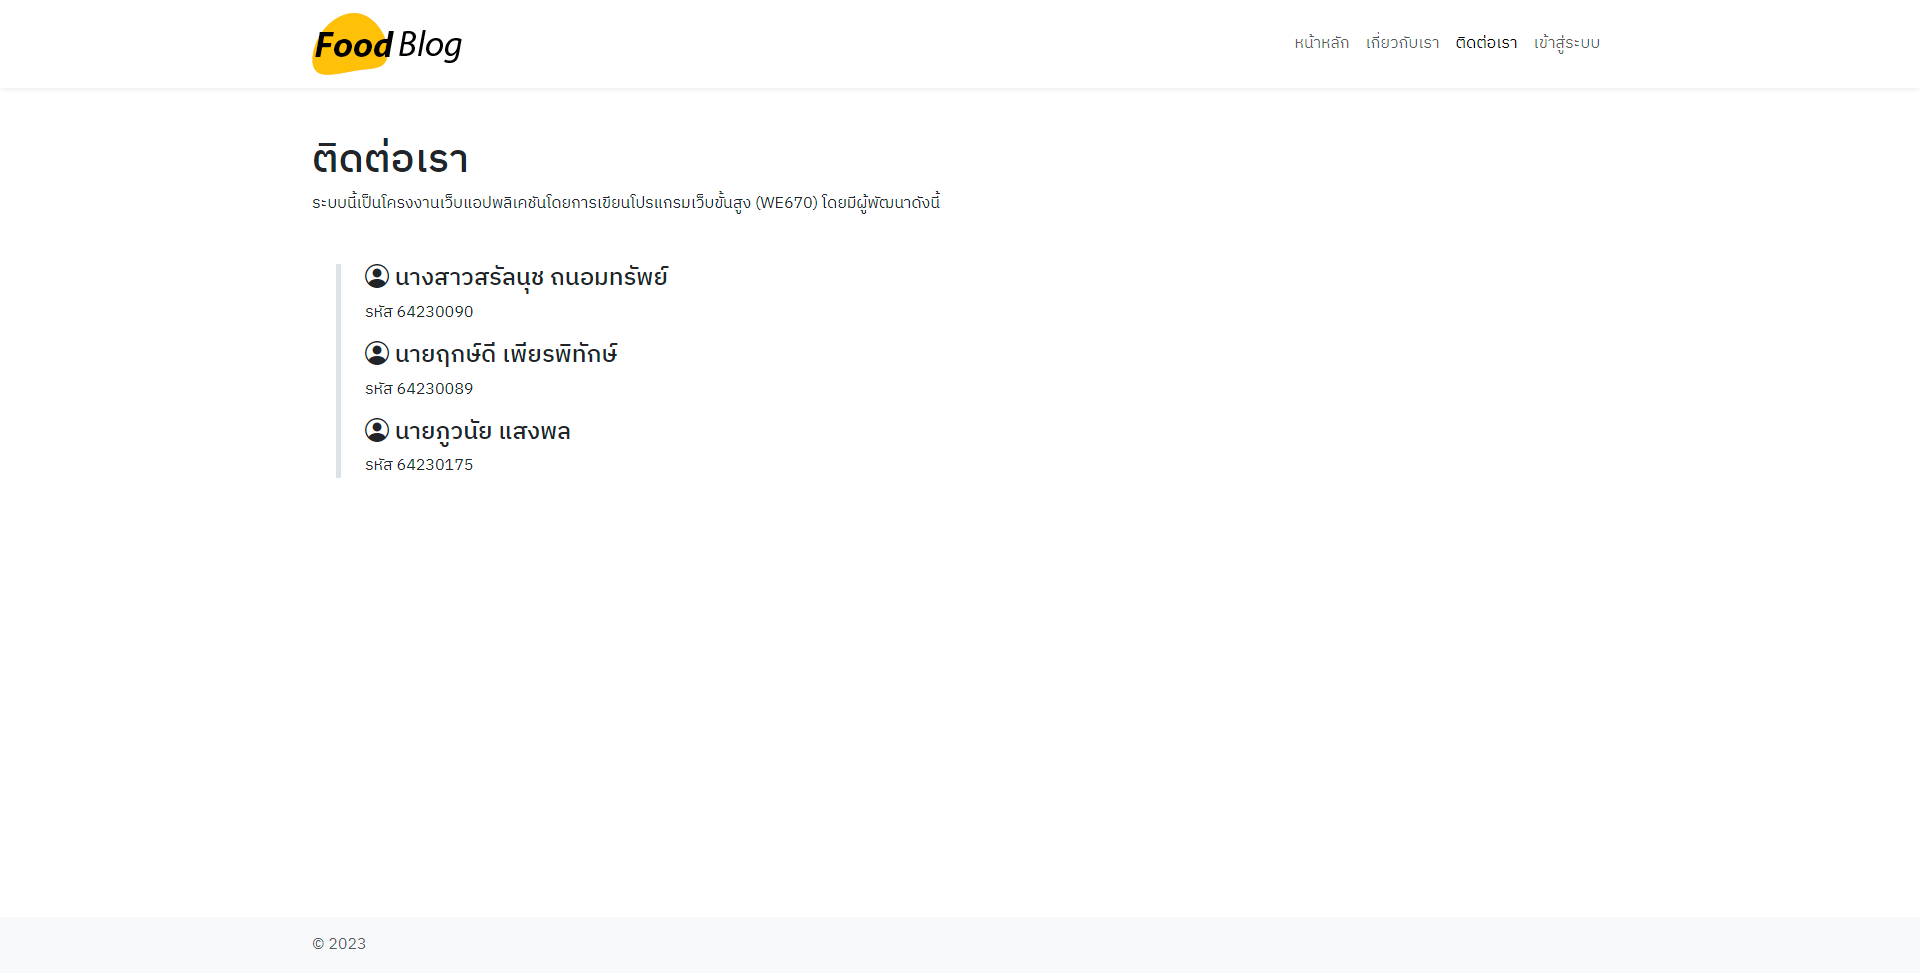 Food Blog
หน้าหลัก เกี่ยวกับเรา ติดต่อเรา เข้าสู่ระบบ
ติดต่อเรา
ระบบนี้เป็นโครงงานเว็บแอปพลิเคชันโดยการเขียนโปรแกรมเว็บขั้นสูง (WE670) โดยมีผู้พัฒนาดังนี้
นางสาวสรัลนุช ถนอมทรัพย์
รหัส 64230090
นายฤกษ์ดี เพียรพิทักษ์
รหัส 64230089
นายภูวนัย แสงพล
รหัส 64230175
© 2023